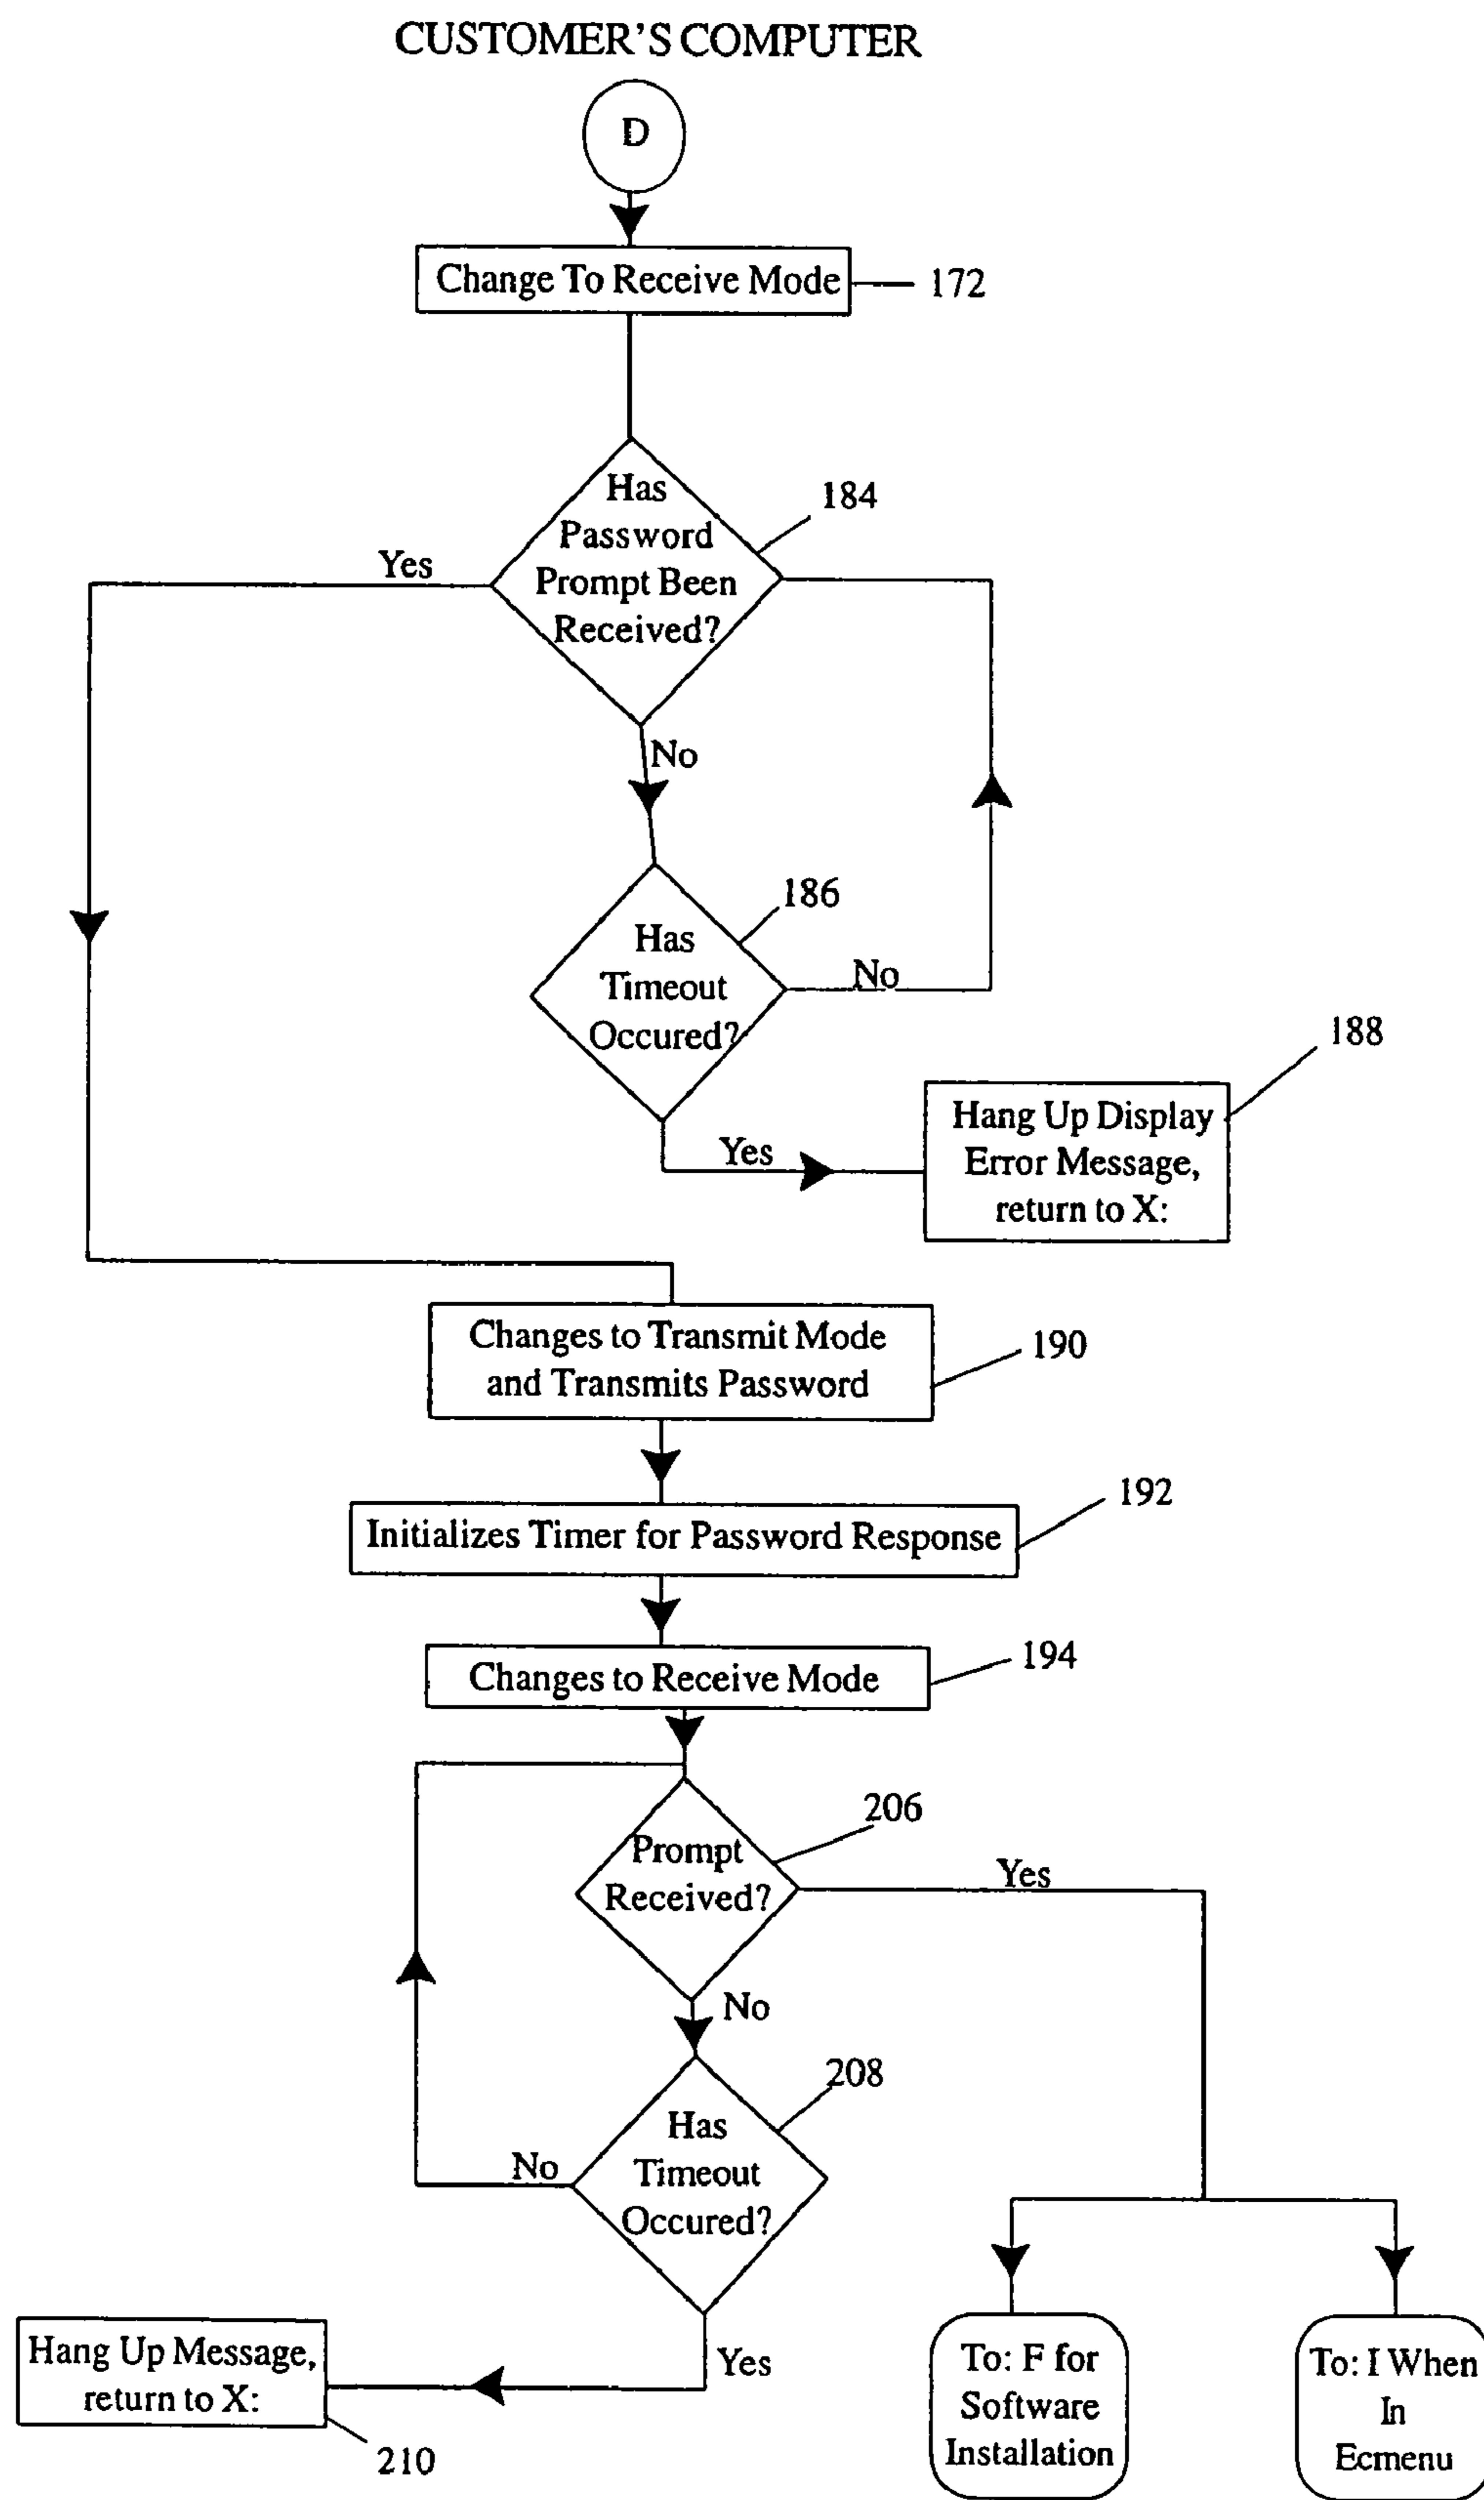 CUSTOMER'S COMPUTER
D
Change To Receive Mode
172
Has
Password
Prompt Been
Received?
184
Yes
No
Has
Timeout
Occured?
186
No
Yes
Hang Up Display
Error Message,
return to X:
188
Changes to Transmit Mode
and Transmits Password
190
Initializes Timer for Password Response
192
Changes to Receive Mode
194
Prompt
Received?
206
Yes
No
Has
Timeout
Occured?
208
No
Yes
Hang Up Message,
return to X:
210
To: F for
Software
Installation
To: I When
In
Ecmenu